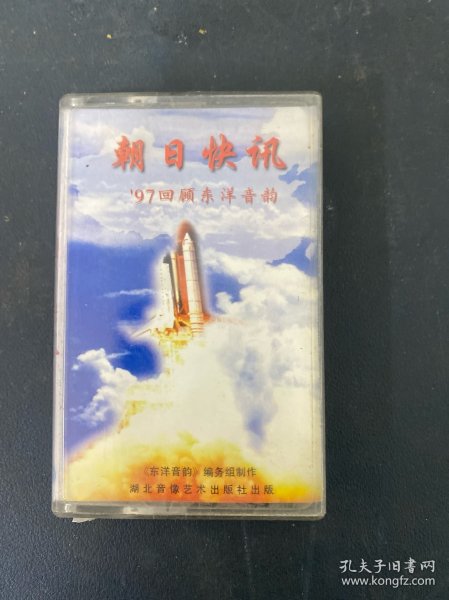 朝日快讯
'97回顾东洋音韵
《东洋音韵》编务组制作
湖北音像艺术出版社出版
孔夫子旧书网
www.kongfz.com